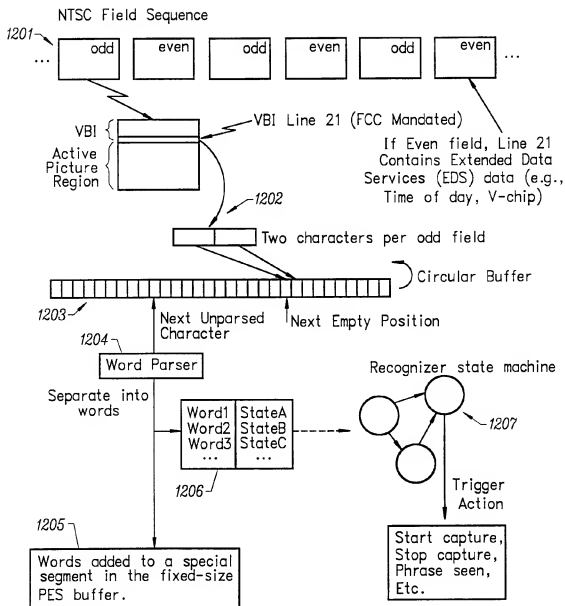 NTSC Field Sequence
1201
... odd even odd even odd even ...
VBI
VBI Line 21 (FCC Mandated)
Active
Picture
Region
If Even field, Line 21
Contains Extended Data
Services (EDS) data (e.g.,
Time of day, V-chip)
1202
Two characters per odd field
Circular Buffer
1203
Next Unparsed
Character
Next Empty Position
1204
Word Parser
Separate into
words
Recognizer state machine
Word1 StateA
Word2 StateB
Word3 StateC
... ...
1206
1207
Trigger
Action
1205
Words added to a special
segment in the fixed-size
PES buffer.
Start capture,
Stop capture,
Phrase seen,
Etc.